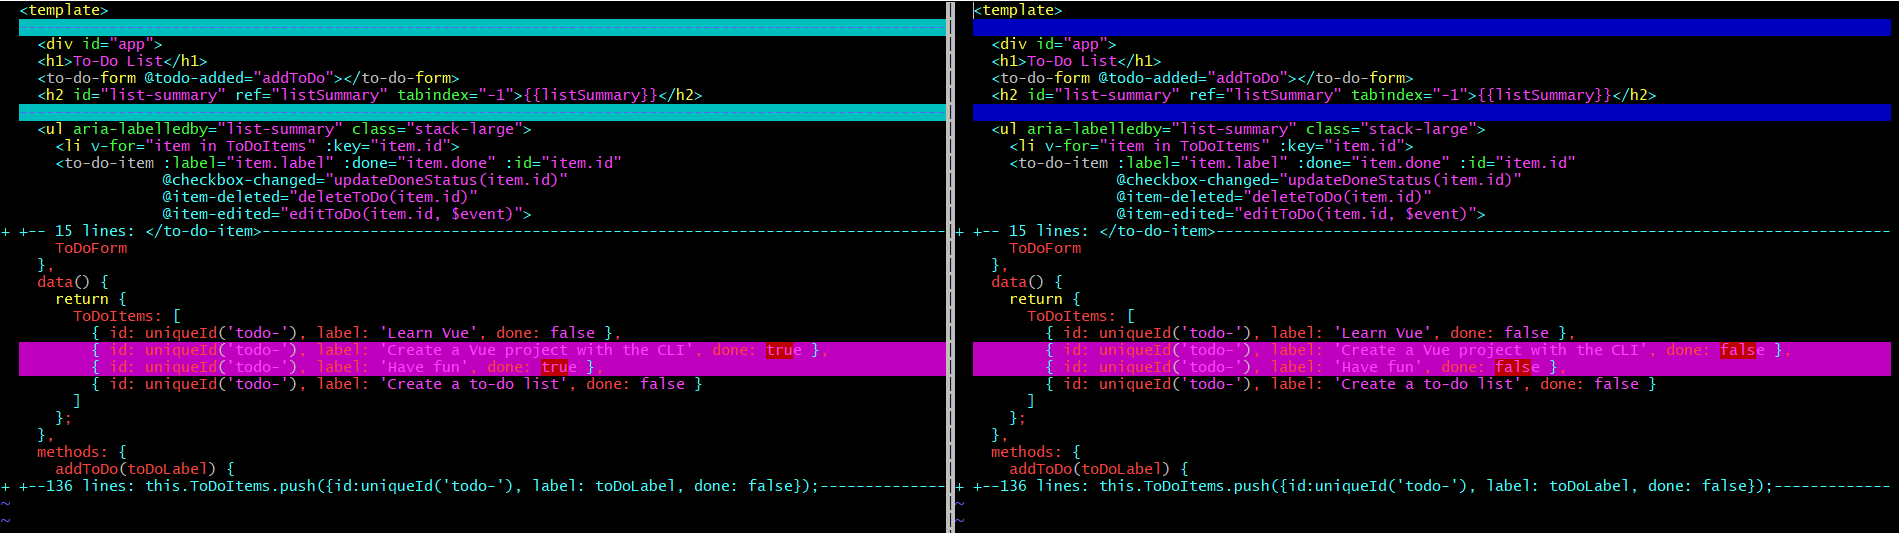 <template>
<div id="app">
<h1>To-Do List</h1>
<to-do-form @todo-added="addToDo"></to-do-form>
<h2 id="list-summary" ref="listSummary" tabindex="-1">{{listSummary}}</h2>
<ul aria-labelledby="list-summary" class="stack-large">
<li v-for="item in ToDoItems" :key="item.id">
<to-do-item :label="item.label" :done="item.done" :id="item.id"
@checkbox-changed="updateDoneStatus(item.id)"
@item-deleted="deleteToDo(item.id)"
@item-edited="editToDo(item.id, $event)">
+ +-- 15 lines: </to-do-item>-----------------------------------------------------------------------------
ToDoForm
},
data() {
return {
ToDoItems: [
{ id: uniqueId('todo-'), label: 'Learn Vue', done: false },
{ id: uniqueId('todo-'), label: 'Create a Vue project with the CLI', done: true },
{ id: uniqueId('todo-'), label: 'Have fun', done: true },
{ id: uniqueId('todo-'), label: 'Create a to-do list', done: false }
]
};
},
methods: {
addToDo(toDoLabel) {
+ +--136 lines: this.ToDoItems.push({id:uniqueId('todo-'), label: toDoLabel, done: false});--------------
~
~
<template>
<div id="app">
<h1>To-Do List</h1>
<to-do-form @todo-added="addToDo"></to-do-form>
<h2 id="list-summary" ref="listSummary" tabindex="-1">{{listSummary}}</h2>
<ul aria-labelledby="list-summary" class="stack-large">
<li v-for="item in ToDoItems" :key="item.id">
<to-do-item :label="item.label" :done="item.done" :id="item.id"
@checkbox-changed="updateDoneStatus(item.id)"
@item-deleted="deleteToDo(item.id)"
@item-edited="editToDo(item.id, $event)">
+ +-- 15 lines: </to-do-item>---------------------------------------------------------------------------
ToDoForm
},
data() {
return {
ToDoItems: [
{ id: uniqueId('todo-'), label: 'Learn Vue', done: false },
{ id: uniqueId('todo-'), label: 'Create a Vue project with the CLI', done: false },
{ id: uniqueId('todo-'), label: 'Have fun', done: false },
{ id: uniqueId('todo-'), label: 'Create a to-do list', done: false }
]
};
},
methods: {
addToDo(toDoLabel) {
+ +--136 lines: this.ToDoItems.push({id:uniqueId('todo-'), label: toDoLabel, done: false});-------------
~
~